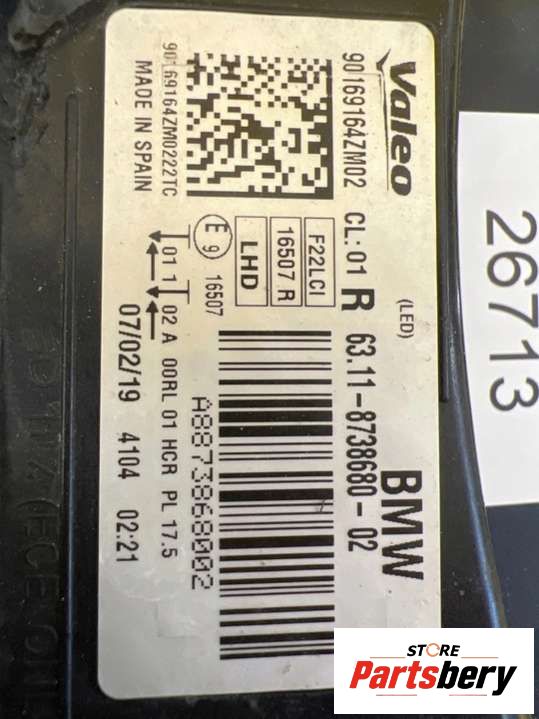 Valeo
90169164ZM02
CL: 01
R
(LED)
63.11-8738680-02
BMW
F22LCI
16507 R
LHD
90169164ZM0222TC
MADE IN SPAIN
E 9
16507
01 1 02 A 00RL 01 HCR PL 17.5
A8873868002
07/02/19 4104 02:21
26713
STORE
Partsbery